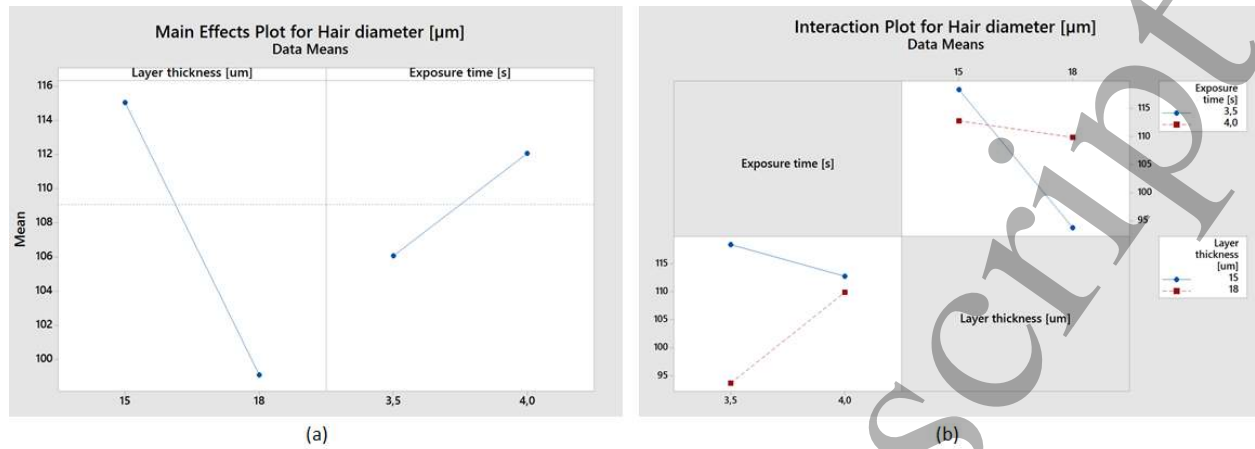 Main Effects Plot for Hair diameter [µm]
Data Means
Layer thickness [um]
Exposure time [s]
116
114
112
110
108
106
104
102
100
Mean
15
18
3,5
4,0
(a)
Interaction Plot for Hair diameter [µm]
Data Means
15
18
Exposure time [s]
115
110
105
100
95
Exposure
time [s]
3,5
4,0
115
110
105
100
95
Layer thickness [um]
Layer
thickness
[um]
15
18
3,5
4,0
(b)
script